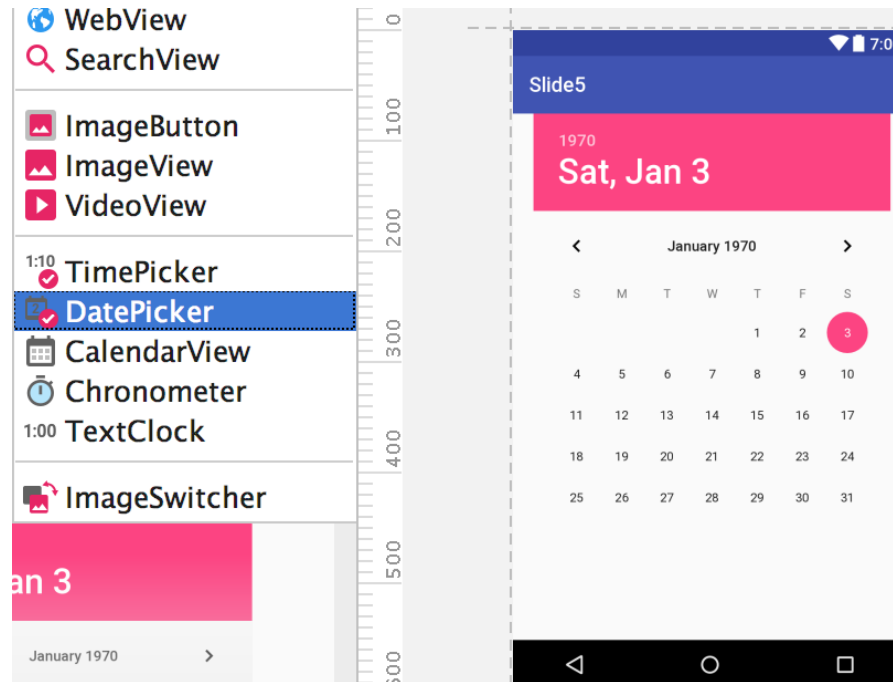 WebView
SearchView
ImageButton
ImageView
VideoView
1:10 TimePicker
2 DatePicker
CalendarView
Chronometer
1:00 TextClock
ImageSwitcher
an 3
January 1970
0
100
200
300
400
500
7:0
Slide5
1970
Sat, Jan 3
January 1970
S M T W T F S
1 2 3
4 5 6 7 8 9 10
11 12 13 14 15 16 17
18 19 20 21 22 23 24
25 26 27 28 29 30 31